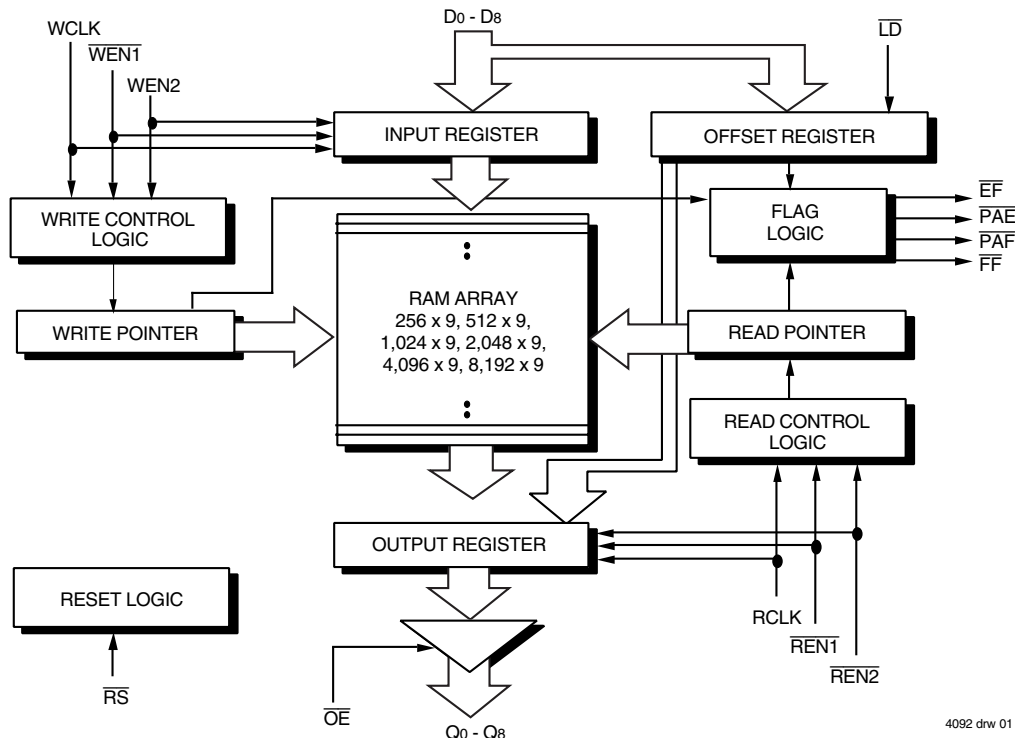 WCLK
WEN1
WEN2
D0 - D8
LD
INPUT REGISTER
OFFSET REGISTER
WRITE CONTROL
LOGIC
FLAG
LOGIC
EF
PAE
PAF
FF
WRITE POINTER
RAM ARRAY
256 x 9, 512 x 9,
1,024 x 9, 2,048 x 9,
4,096 x 9, 8,192 x 9
READ POINTER
READ CONTROL
LOGIC
OUTPUT REGISTER
RESET LOGIC
RS
OE
Q0 - Q8
RCLK
REN1
REN2
4092 drw 01